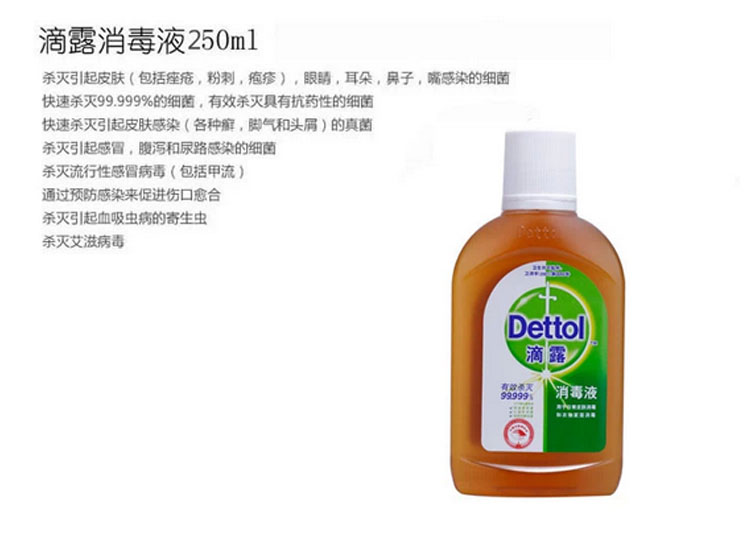 滴露消毒液250ml
杀灭引起皮肤（包括痤疮，粉刺，疱疹），眼睛，耳朵，鼻子，嘴感染的细菌
快速杀灭99.999%的细菌，有效杀灭具有抗药性的细菌
快速杀灭引起皮肤感染（各种癣，脚气和头屑）的真菌
杀灭引起感冒，腹泻和尿路感染的细菌
杀灭流行性感冒病毒（包括甲流）
通过预防感染来促进伤口愈合
杀灭引起血吸虫病的寄生虫
杀灭艾滋病毒
Dettol
Dettol
滴露
有效杀灭
99.999%
消毒液